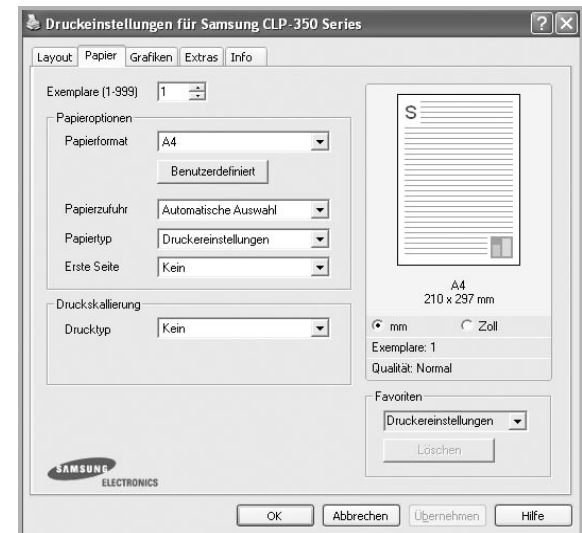 Druckeinstellungen für Samsung CLP-350 Series
Layout Papier Grafiken Extras Info
Exemplare (1-999) 1
Papieroptionen
Papierformat A4
Benutzerdefiniert
Papierzufuhr Automatische Auswahl
Papiertyp Druckereinstellungen
Erste Seite Kein
Druckskallierung
Drucktyp Kein
SAMSUNG
ELECTRONICS
S
A4
210 x 297 mm
mm Zoll
Exemplare: 1
Qualität: Normal
Favoriten
Druckereinstellungen
Löschen
OK Abbrechen Übernehmen Hilfe